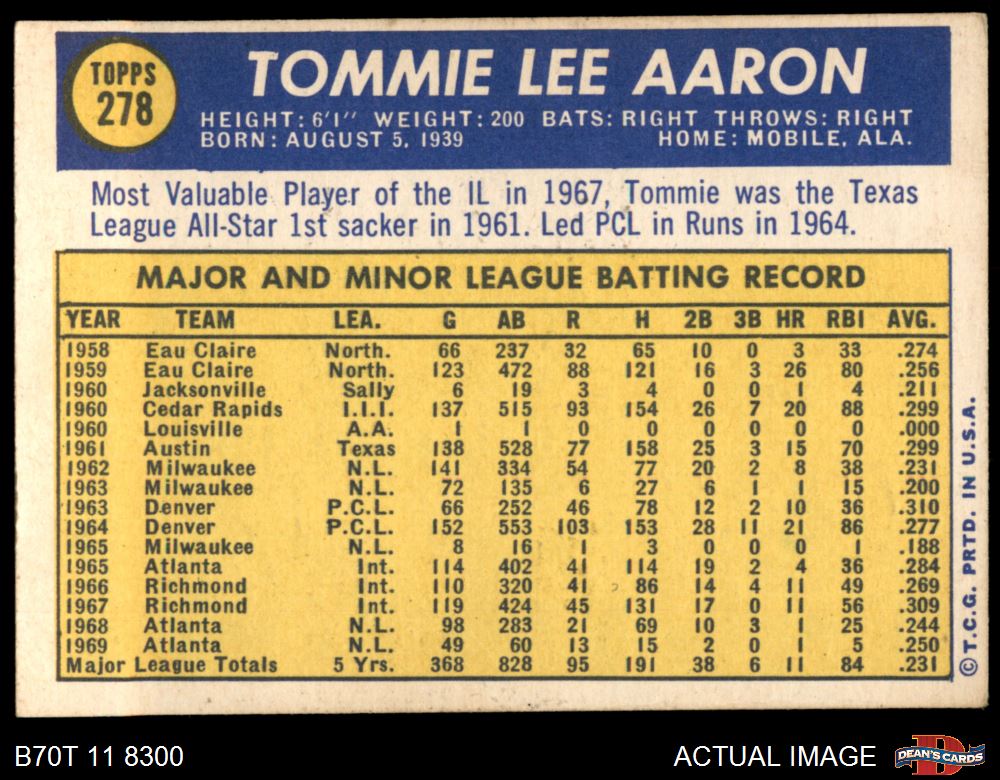 TOPPS
278
TOMMIE LEE AARON
HEIGHT: 6'1" WEIGHT: 200 BATS: RIGHT THROWS: RIGHT
BORN: AUGUST 5, 1939 HOME: MOBILE, ALA.
Most Valuable Player of the IL in 1967, Tommie was the Texas
League All-Star 1st sacker in 1961. Led PCL in Runs in 1964.
MAJOR AND MINOR LEAGUE BATTING RECORD
YEAR TEAM LEA. G AB R H 2B 3B HR RBI AVG.
1958 Eau Claire North. 66 237 32 65 10 0 3 33 .274
1959 Eau Claire North. 123 472 88 121 16 3 26 80 .256
1960 Jacksonville Sally 6 19 3 4 0 0 1 4 .211
1960 Cedar Rapids I.I.I. 137 515 93 154 26 7 20 88 .299
1960 Louisville A.A. 1 1 0 0 0 0 0 0 .000
1961 Austin Texas 138 528 77 158 25 3 15 70 .299
1962 Milwaukee N.L. 141 334 54 77 20 2 8 38 .231
1963 Milwaukee N.L. 72 135 6 27 6 1 1 15 .200
1963 Denver P.C.L. 66 252 46 78 12 2 10 36 .310
1964 Denver P.C.L. 152 553 103 153 28 11 21 86 .277
1965 Milwaukee N.L. 8 16 1 3 0 0 0 1 .188
1965 Atlanta Int. 114 402 41 114 19 2 4 36 .284
1966 Richmond Int. 110 320 41 86 14 4 11 49 .269
1967 Richmond Int. 119 424 45 131 17 0 11 56 .309
1968 Atlanta N.L. 98 283 21 69 10 3 1 25 .244
1969 Atlanta N.L. 49 60 13 15 2 0 1 5 .250
Major League Totals 5 Yrs. 368 828 95 191 38 6 11 84 .231
© T.C.G. PRTD. IN U.S.A.
B70T 11 8300
ACTUAL IMAGE
DEAN'S CARDS